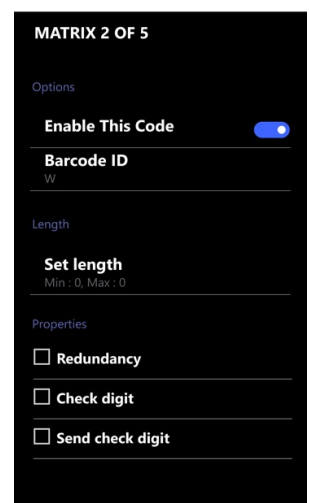 MATRIX 2 OF 5
Options
Enable This Code
Barcode ID
W
Length
Set length
Min : 0, Max : 0
Properties
Redundancy
Check digit
Send check digit